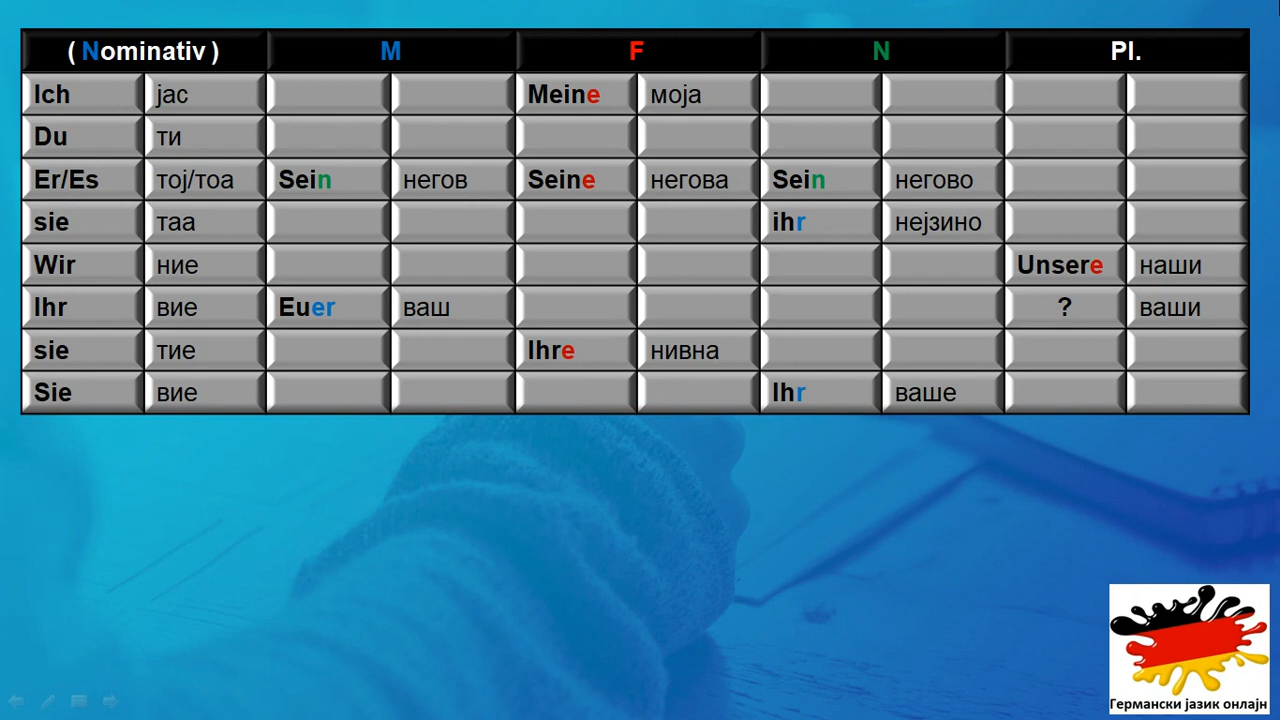 ( Nominativ ) M F N Pl.
Ich јас Meine моја
Du ти
Er/Es тој/тоа Sein негов Seine негова Sein негово
sie таа ihr нејзино
Wir ние Unsere наши
Ihr вие Euer ваш ? ваши
sie тие Ihre нивна
Sie вие Ihr ваше
Германски јазик онлајн